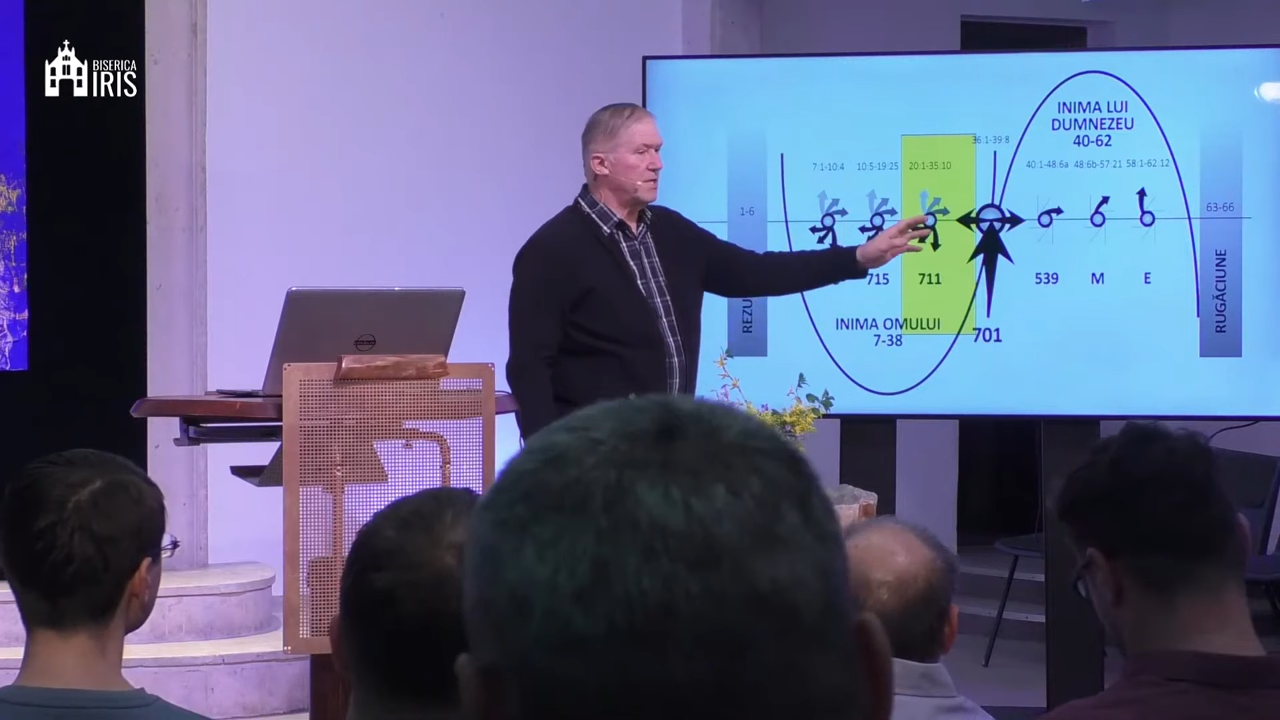 BISERICA
IRIS
1-6
REZU
7:1-10:4
10:5-19:25
20:1-35:10
36:1-39:8
INIMA LUI
DUMNEZEU
40-62
40:1-48:6a
48:6b-57:21
58:1-62:12
63-66
RUGĂCIUNE
715
711
701
539
M
E
INIMA OMULUI
7-38